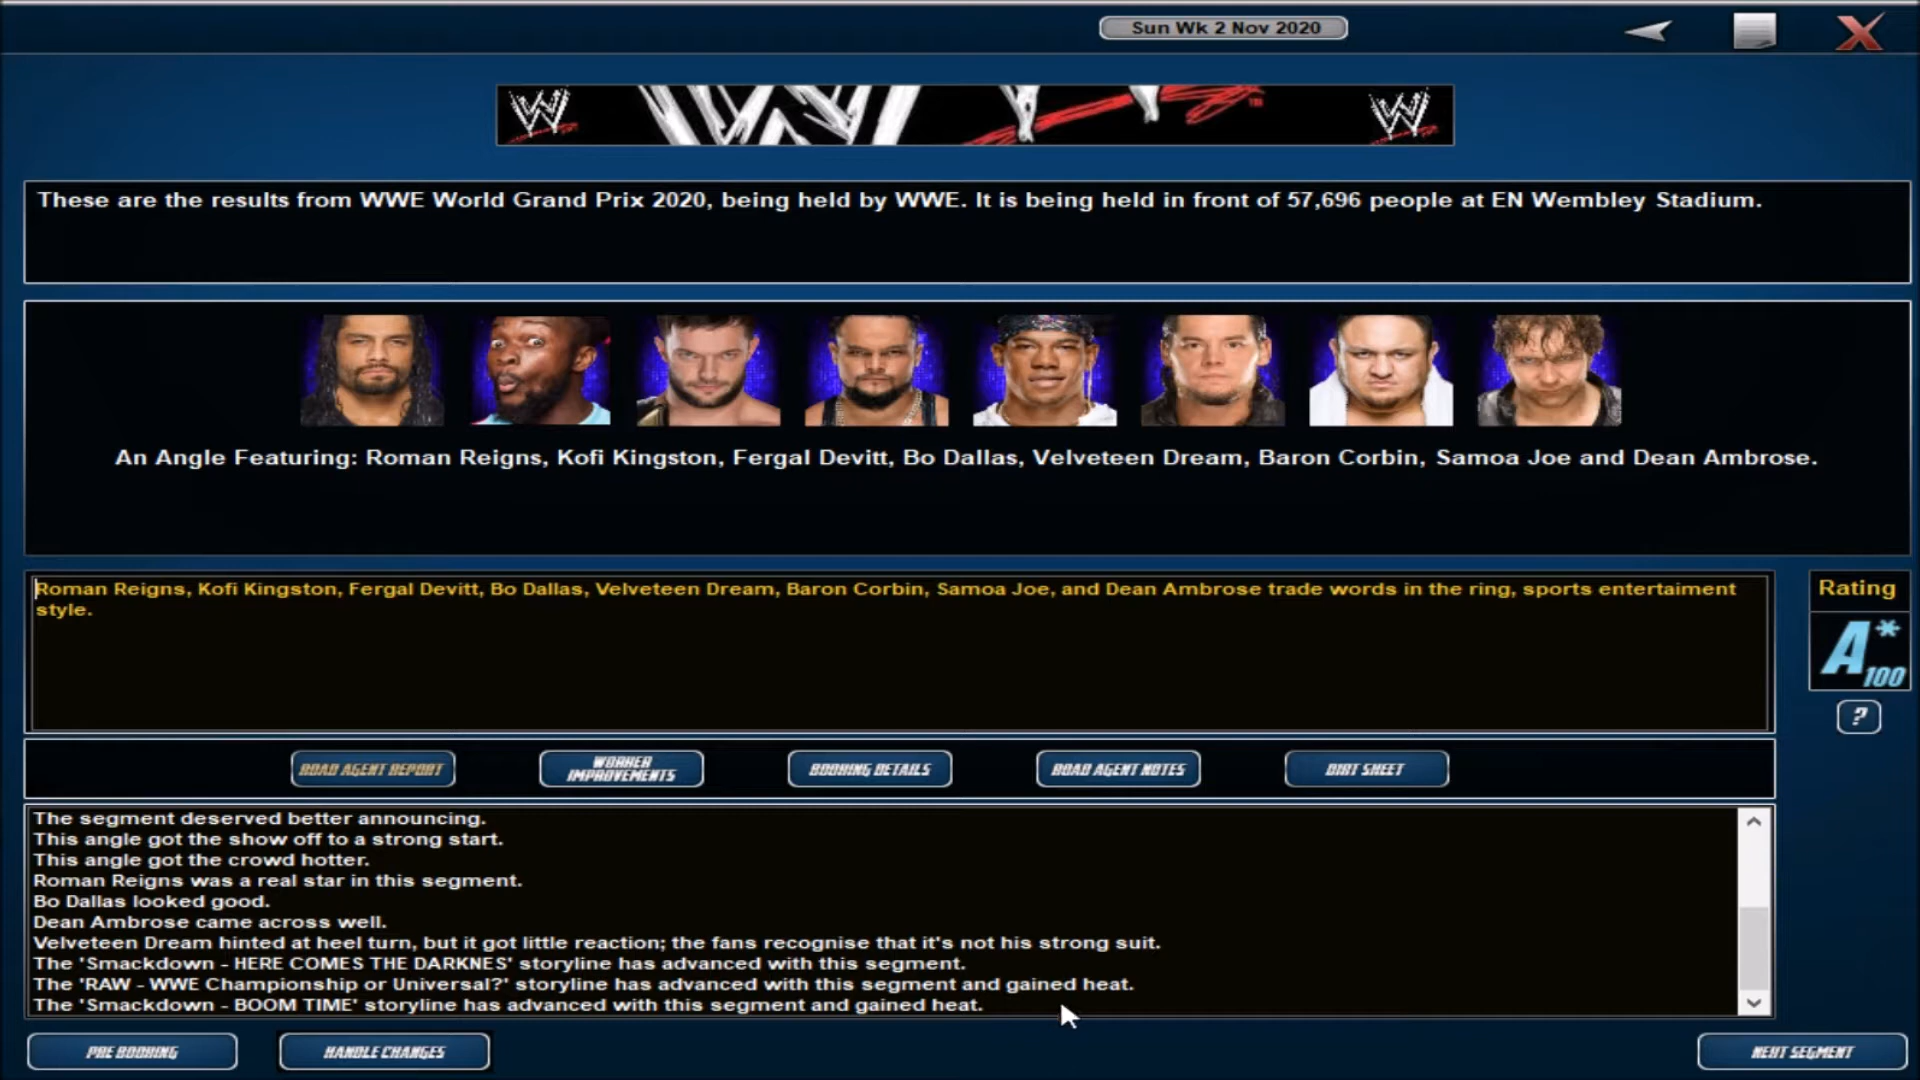 Sun Wk 2 Nov 2020
These are the results from WWE World Grand Prix 2020, being held by WWE. It is being held in front of 57,696 people at EN Wembley Stadium.
An Angle Featuring: Roman Reigns, Kofi Kingston, Fergal Devitt, Bo Dallas, Velveteen Dream, Baron Corbin, Samoa Joe and Dean Ambrose.
Roman Reigns, Kofi Kingston, Fergal Devitt, Bo Dallas, Velveteen Dream, Baron Corbin, Samoa Joe, and Dean Ambrose trade words in the ring, sports entertaiment
style.
Rating
A*
100
?
ROAD AGENT REPORT
WORKER
IMPROVEMENTS
BOOKING DETAILS
ROAD AGENT NOTES
DIRT SHEET
The segment deserved better announcing.
This angle got the show off to a strong start.
This angle got the crowd hotter.
Roman Reigns was a real star in this segment.
Bo Dallas looked good.
Dean Ambrose came across well.
Velveteen Dream hinted at heel turn, but it got little reaction; the fans recognise that it's not his strong suit.
The 'Smackdown - HERE COMES THE DARKNES' storyline has advanced with this segment.
The 'RAW - WWE Championship or Universal?' storyline has advanced with this segment and gained heat.
The 'Smackdown - BOOM TIME' storyline has advanced with this segment and gained heat.
PRE BOOKING
HANDLE CHANGES
NEXT SEGMENT